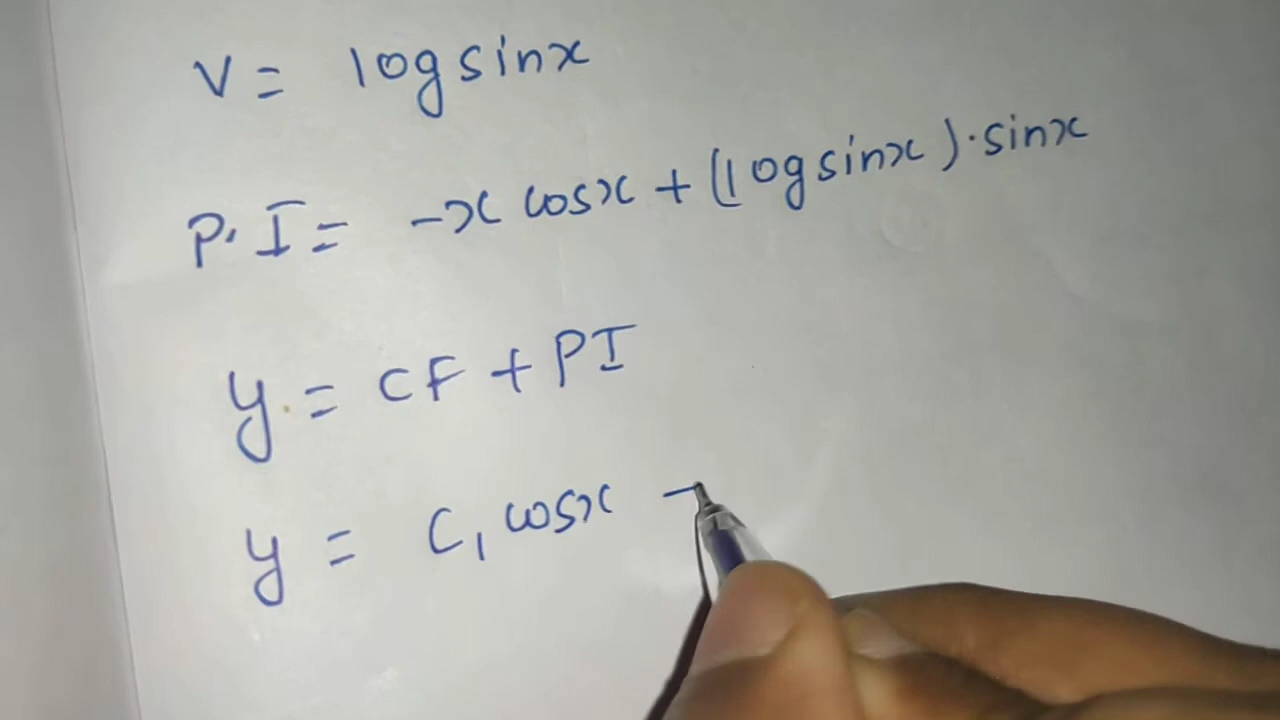 V = log sinx
P.I = -x cosx + (log sinx).sinx
y = CF + PI
y = C₁ cosx -